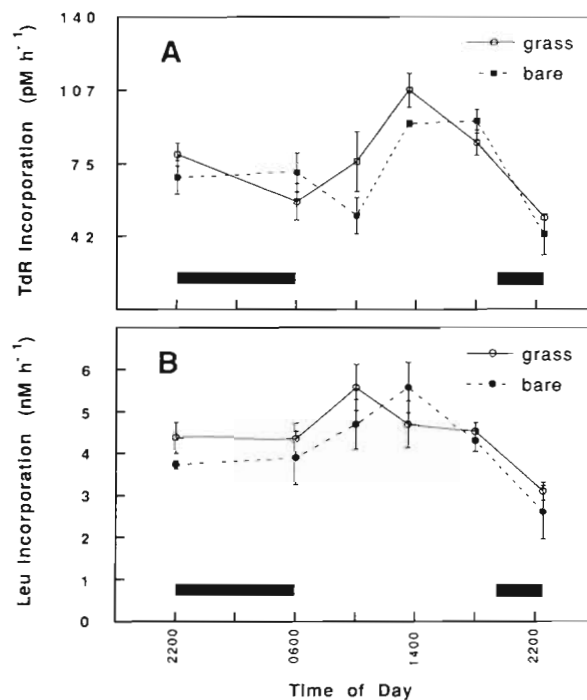 140
A
grass
bare
107
75
42
TdR Incorporation (pM h⁻¹)
B
grass
bare
6
5
4
3
2
1
0
Leu Incorporation (nM h⁻¹)
2200
0600
1400
2200
Time of Day